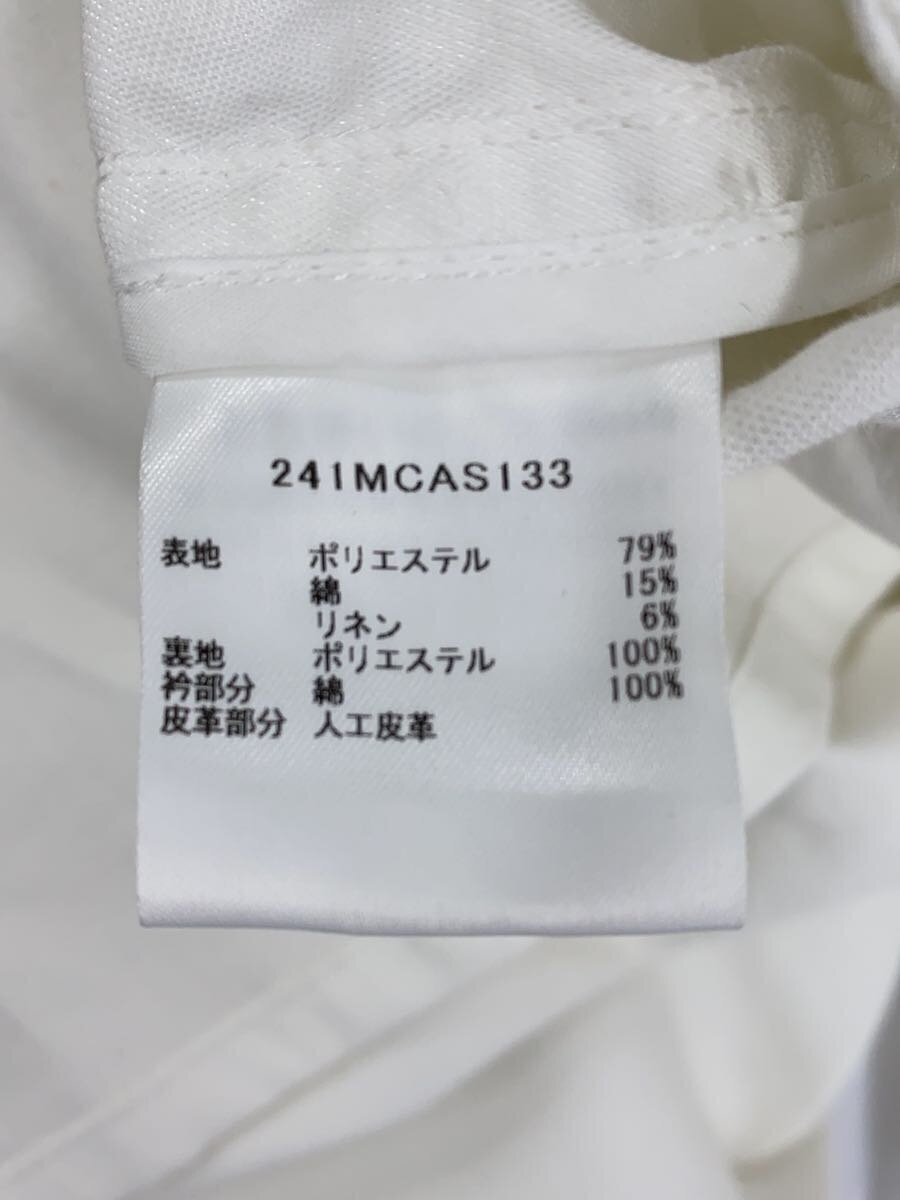 241MCAS133
表地 ポリエステル 79%
綿 15%
リネン 6%
裏地 ポリエステル 100%
衿部分 綿 100%
皮革部分 人工皮革